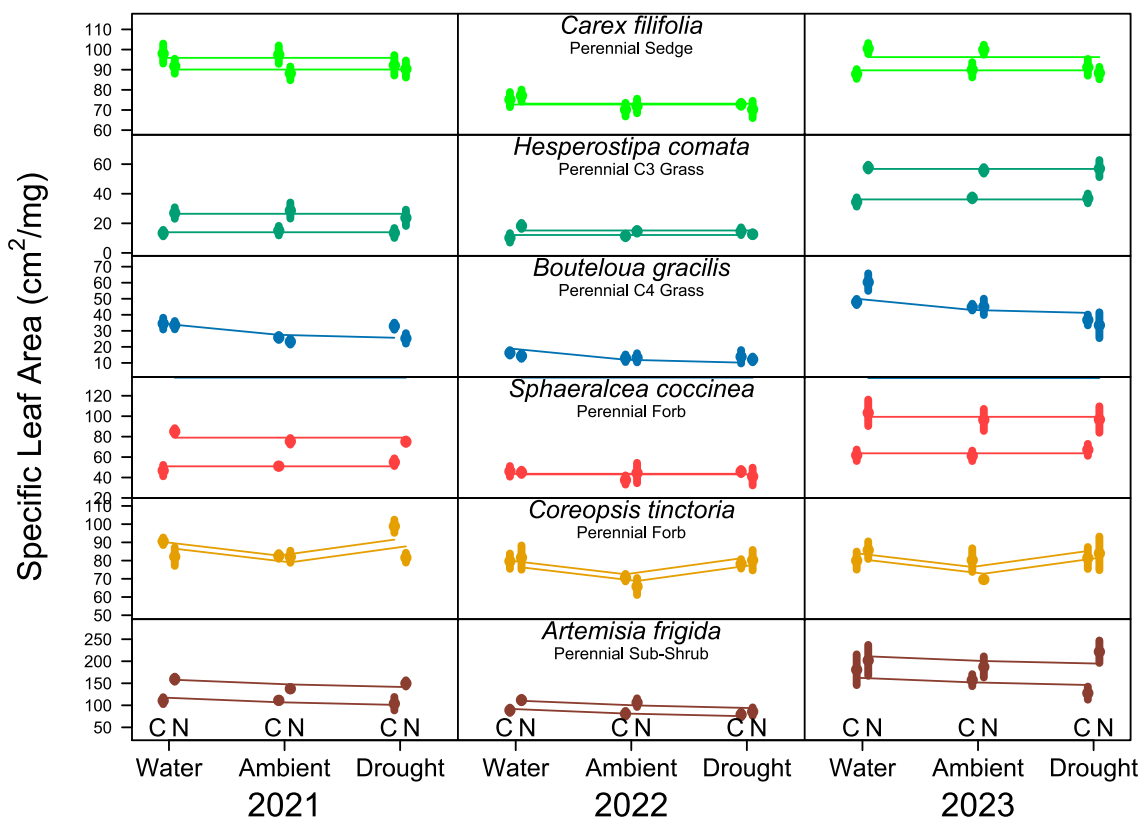 Specific Leaf Area (cm²/mg)
Carex filifolia
Perennial Sedge
110
100
90
80
70
60
Hesperostipa comata
Perennial C3 Grass
60
40
20
0
Bouteloua gracilis
Perennial C4 Grass
70
60
50
40
30
20
10
Sphaeralcea coccinea
Perennial Forb
120
100
80
60
40
20
Coreopsis tinctoria
Perennial Forb
110
100
90
80
70
60
50
Artemisia frigida
Perennial Sub-Shrub
250
200
150
100
50
C N C N C N C N C N C N C N C N C N
Water Ambient Drought Water Ambient Drought Water Ambient Drought
2021 2022 2023